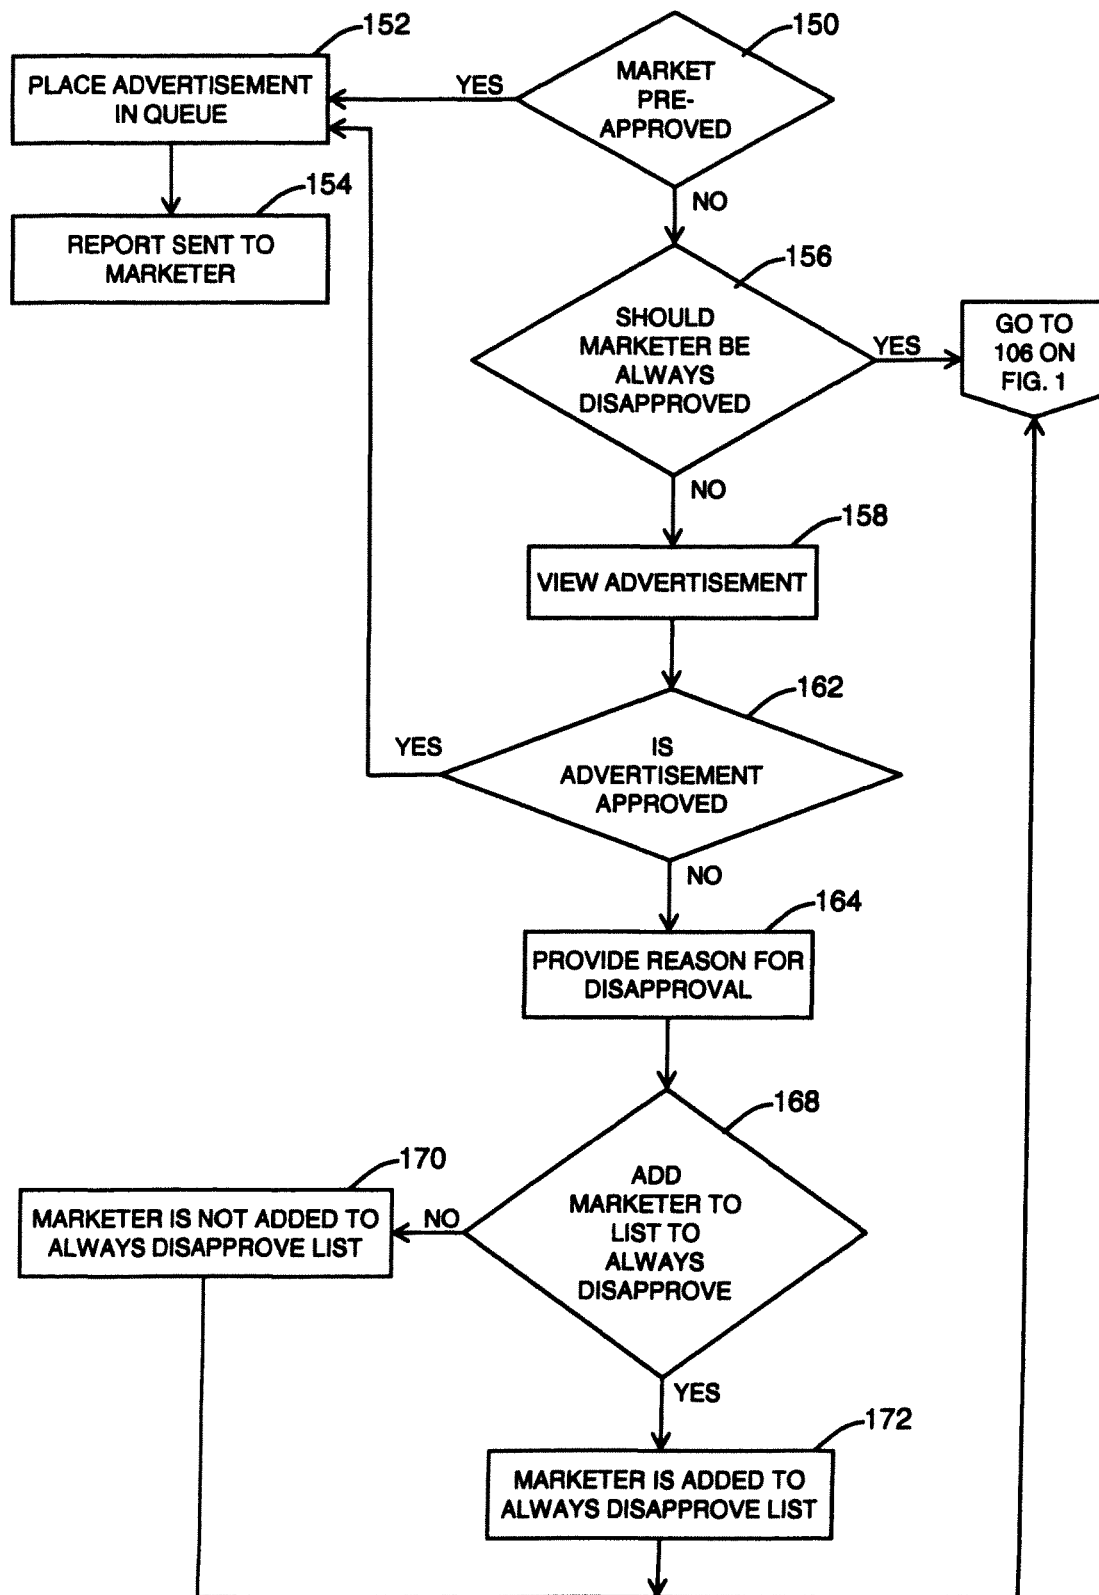 152
150
PLACE ADVERTISEMENT
IN QUEUE
YES
MARKET
PRE-
APPROVED
154
NO
REPORT SENT TO
MARKETER
156
SHOULD
MARKETER BE
ALWAYS
DISAPPROVED
YES
GO TO
106 ON
FIG. 1
NO
158
VIEW ADVERTISEMENT
162
YES
IS
ADVERTISEMENT
APPROVED
NO
164
PROVIDE REASON FOR
DISAPPROVAL
168
170
ADD
MARKETER TO
LIST TO
ALWAYS
DISAPPROVE
MARKETER IS NOT ADDED TO
ALWAYS DISAPPROVE LIST
NO
YES
172
MARKETER IS ADDED TO
ALWAYS DISAPPROVE LIST